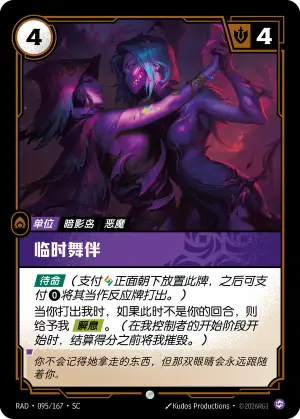 4
4
单位 暗影岛 恶魔
临时舞伴
待命（支付正面朝下放置此牌，之后可支
付0将其当作反应牌打出。）
当你打出我时，如果此时不是你的回合，则
给予我 瞬息 。（在我控制者的开始阶段开
始时，结算得分之前将我摧毁。）
你不会记得她拿走的东西，但那双眼睛会永远跟随
着你。
RAD • 095/167 • SC
Kudos Productions • ©2026RGI